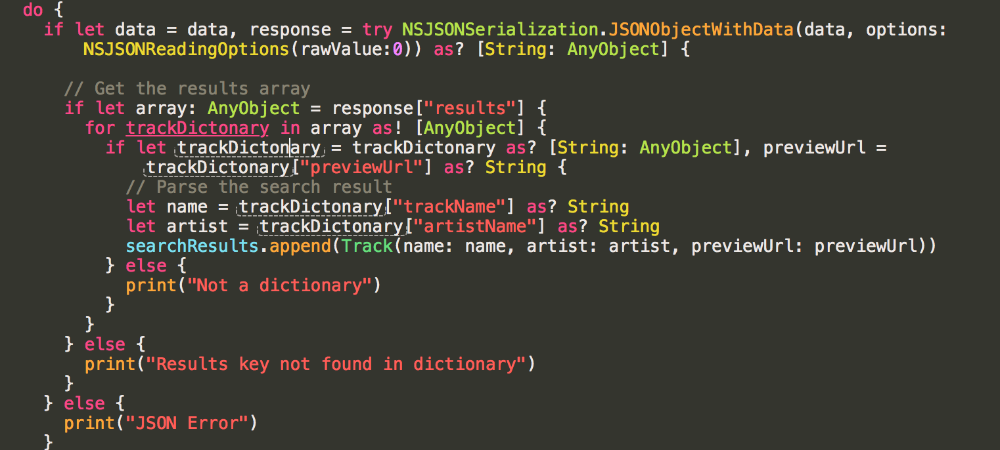 do {
if let data = data, response = try NSJSONSerialization.JSONObjectWithData(data, options:
NSJSONReadingOptions(rawValue:0)) as? [String: AnyObject] {
// Get the results array
if let array: AnyObject = response["results"] {
for trackDictonary in array as! [AnyObject] {
if let trackDictonary = trackDictonary as? [String: AnyObject], previewUrl =
trackDictonary["previewUrl"] as? String {
// Parse the search result
let name = trackDictonary["trackName"] as? String
let artist = trackDictonary["artistName"] as? String
searchResults.append(Track(name: name, artist: artist, previewUrl: previewUrl))
} else {
print("Not a dictionary")
}
}
} else {
print("Results key not found in dictionary")
}
} else {
print("JSON Error")
}